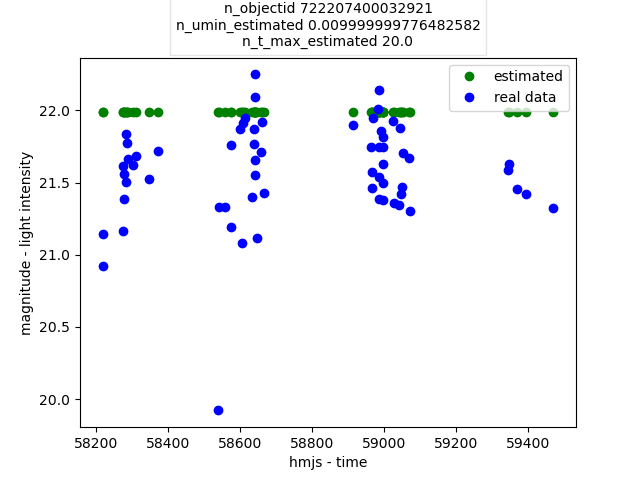 n_objectid 722207400032921
n_umin_estimated 0.009999999776482582
n_t_max_estimated 20.0
estimated
real data
magnitude - light intensity
22.0
21.5
21.0
20.5
20.0
58200 58400 58600 58800 59000 59200 59400
hmjs - time